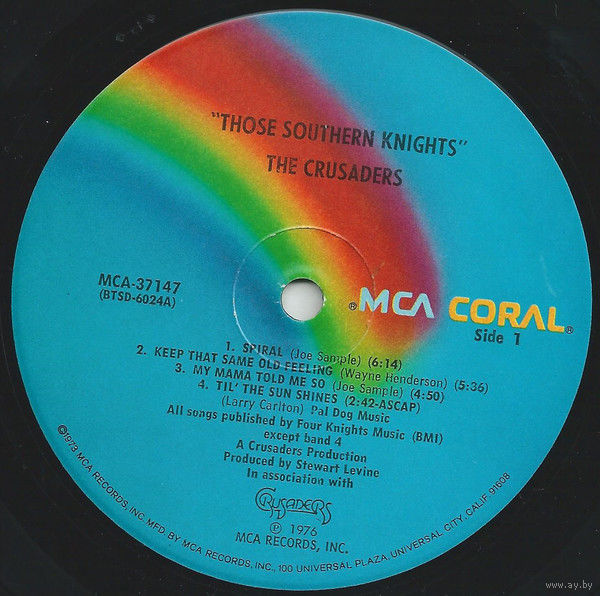 "THOSE SOUTHERN KNIGHTS"
THE CRUSADERS
MCA-37147
(BTSD-6024A)
®MCA CORAL®
Side 1
1. SPIRAL (Joe Sample) (6:14)
2. KEEP THAT SAME OLD FEELING (Wayne Henderson) (5:36)
3. MY MAMA TOLD ME SO (Joe Sample) (4:50)
4. TIL' THE SUN SHINES (2:42-ASCAP)
(Larry Carlton) Pal Dog Music
All songs published by Four Knights Music (BMI)
except band 4
A Crusaders Production
Produced by Stewart Levine
In association with
CRUSADERS
℗ 1976
MCA RECORDS, INC.
©1973 MCA RECORDS, INC. MFD. BY MCA RECORDS, INC., 100 UNIVERSAL PLAZA, UNIVERSAL CITY, CALIF. 91608
www.ay.by